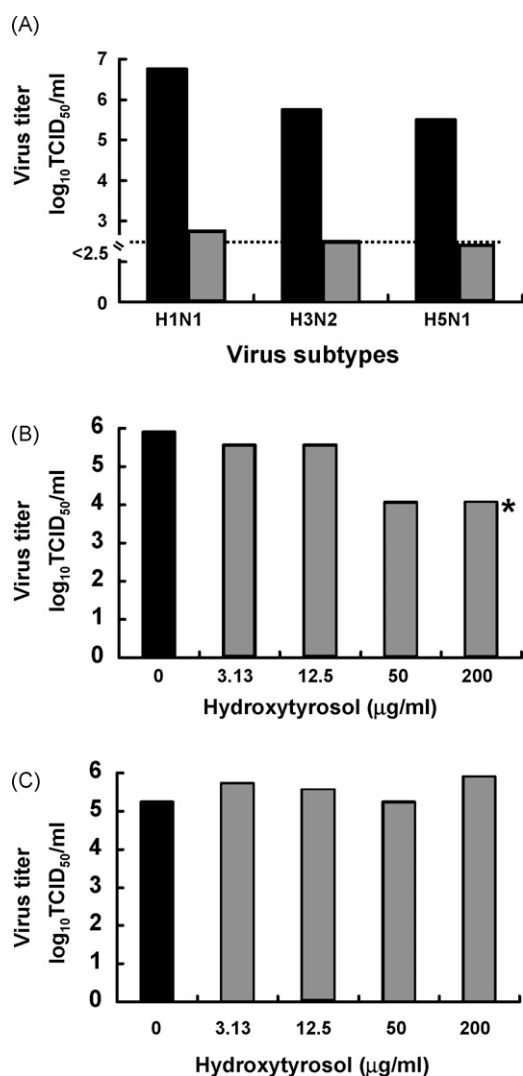 (A)
Virus titer
log₁₀TCID₅₀/ml
7
6
5
4
3
<2.5
0
H1N1 H3N2 H5N1
Virus subtypes
(B)
Virus titer
log₁₀TCID₅₀/ml
6
5
4
3
2
1
0
*
0 3.13 12.5 50 200
Hydroxytyrosol (μg/ml)
(C)
Virus titer
log₁₀TCID₅₀/ml
6
5
4
3
2
1
0
0 3.13 12.5 50 200
Hydroxytyrosol (μg/ml)